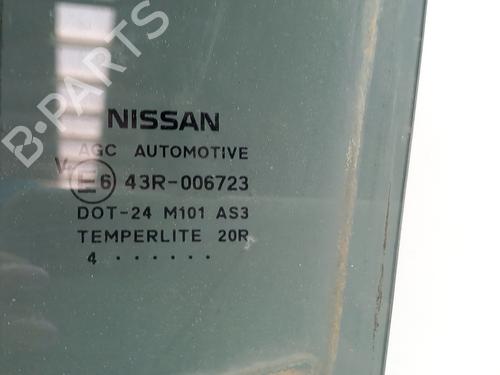 B-PARTS
NISSAN
AGC AUTOMOTIVE
V
E6 43R-006723
DOT-24 M101 AS3
TEMPERLITE 20R
4 . . . . . .